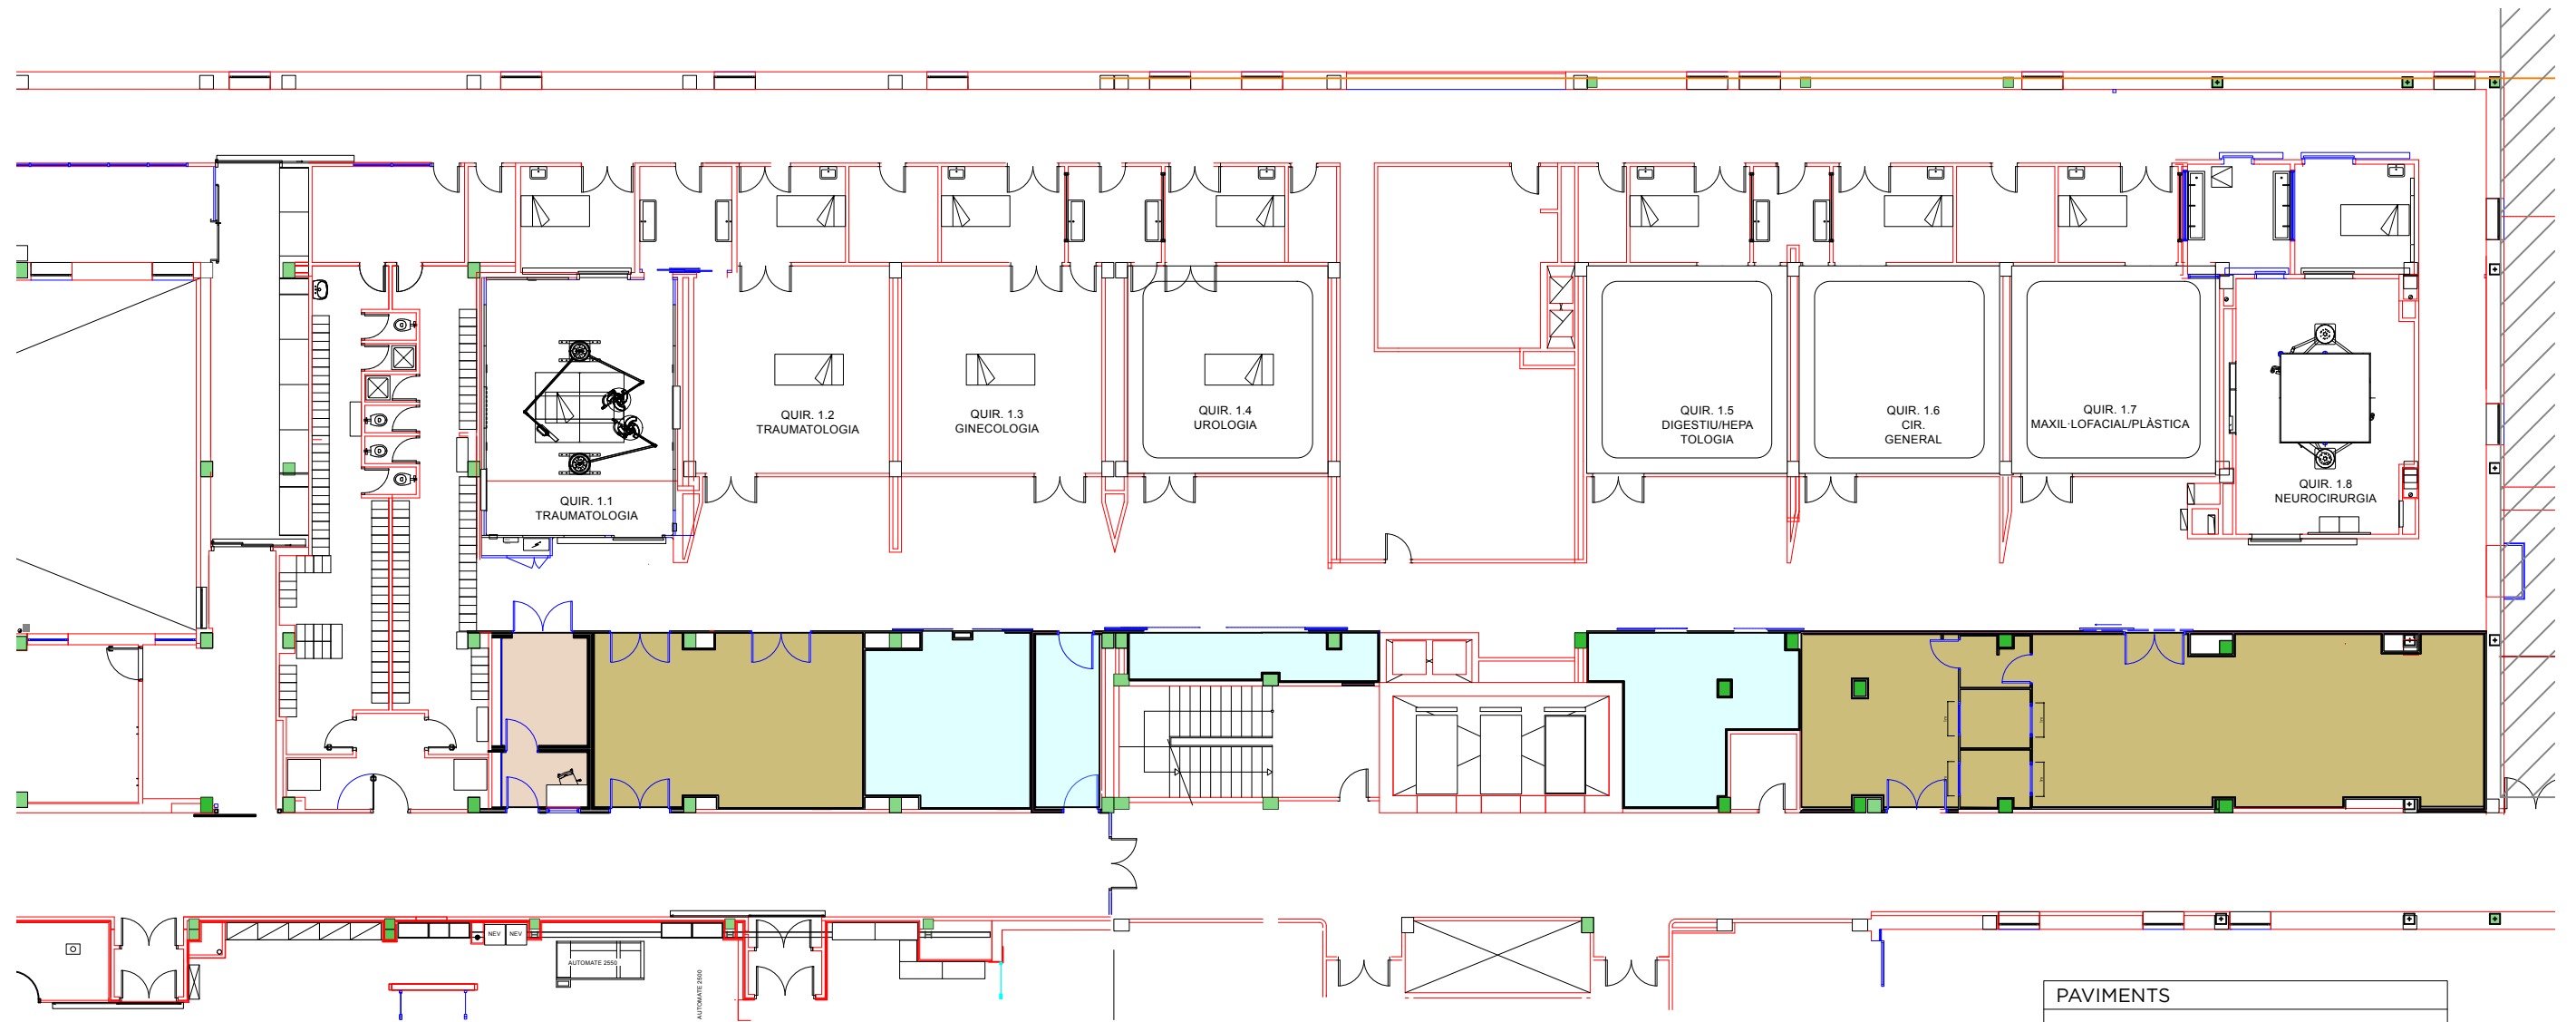 QUIR. 1.1
TRAUMATOLOGIA
QUIR. 1.2
TRAUMATOLOGIA
QUIR. 1.3
GINECOLOGIA
QUIR. 1.4
UROLOGIA
QUIR. 1.5
DIGESTIU/HEPA
TOLOGIA
QUIR. 1.6
CIR.
GENERAL
QUIR. 1.7
MAXIL·LOFACIAL/PLÀSTICA
QUIR. 1.8
NEUROCIRURGIA
NEV
NEV
AUTOMATE 2550
AUTOMATE 2500
PAVIMENTS